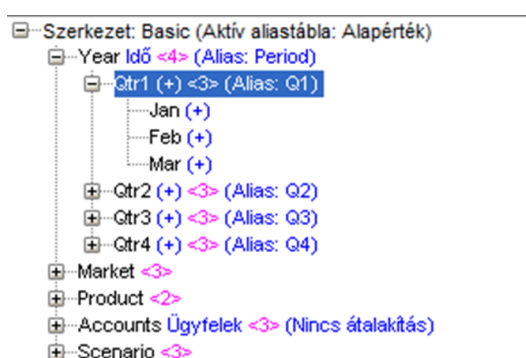 Szerkezet: Basic (Aktív aliastábla: Alapérték)
Year Idő <4> (Alias: Period)
Qtr1 (+) <3> (Alias: Q1)
Jan (+)
Feb (+)
Mar (+)
Qtr2 (+) <3> (Alias: Q2)
Qtr3 (+) <3> (Alias: Q3)
Qtr4 (+) <3> (Alias: Q4)
Market <3>
Product <2>
Accounts Ügyfelek <3> (Nincs átalakítás)
Scenario <3>